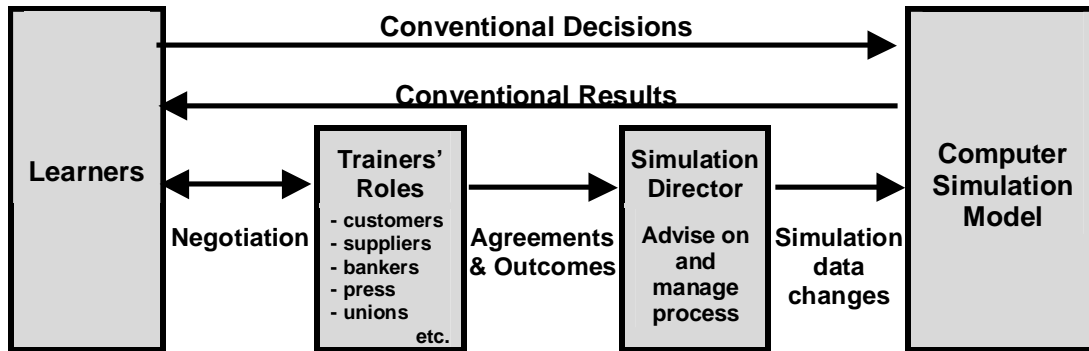 Conventional Decisions
Conventional Results
Learners
Negotiation
Trainers’
Roles
- customers
- suppliers
- bankers
- press
- unions
etc.
Agreements
& Outcomes
Simulation
Director
Advise on
and
manage
process
Simulation
data
changes
Computer
Simulation
Model